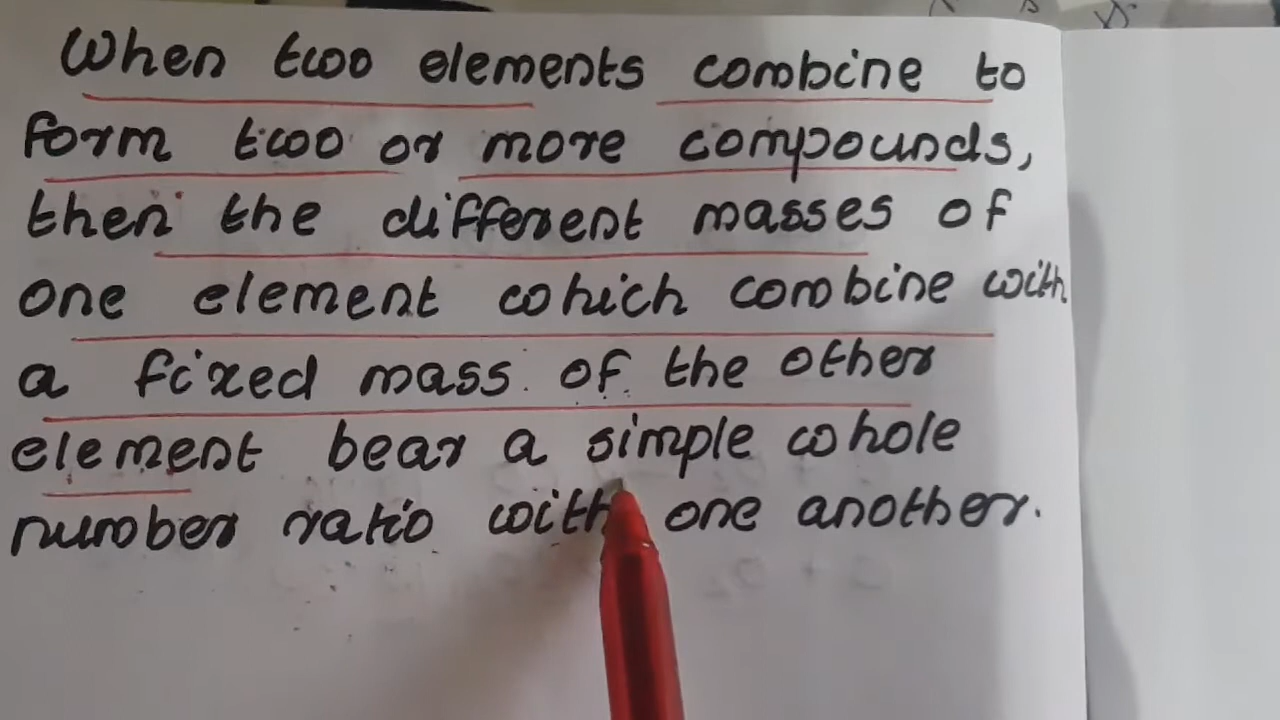 When two elements combine to
form two or more compounds,
then the different masses of
one element which combine with
a fixed mass of the other
element bear a simple whole
number ratio with one another.